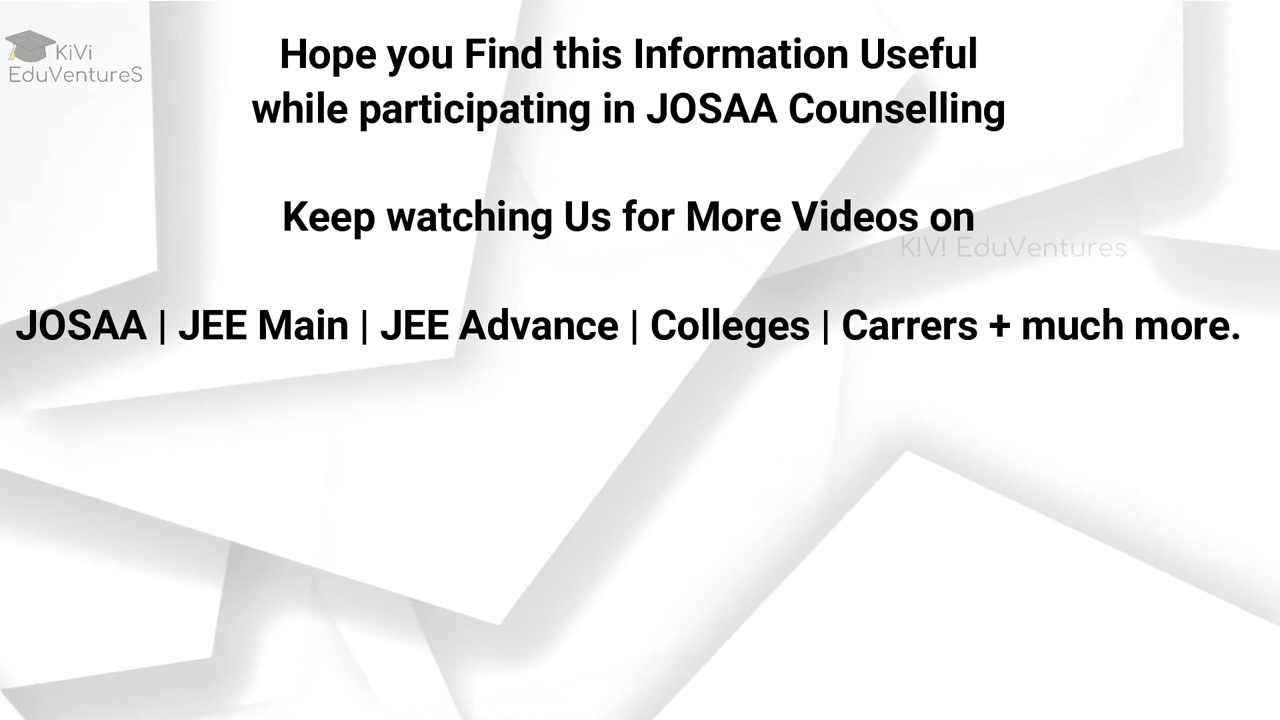 KiVi
EduVentureS
Hope you Find this Information Useful
while participating in JOSAA Counselling
Keep watching Us for More Videos on
K!V! EduVentures
JOSAA | JEE Main | JEE Advance | Colleges | Carrers + much more.